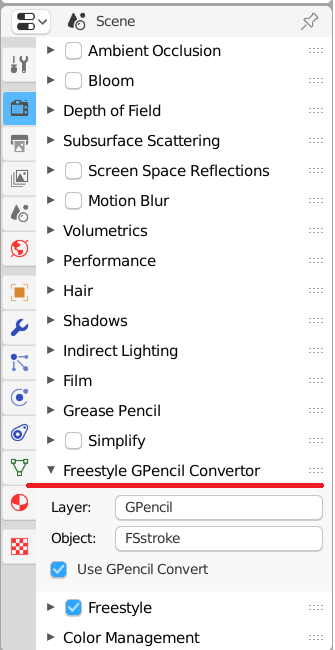 Scene
Ambient Occlusion
Bloom
Depth of Field
Subsurface Scattering
Screen Space Reflections
Motion Blur
Volumetrics
Performance
Hair
Shadows
Indirect Lighting
Film
Grease Pencil
Simplify
Freestyle GPencil Convertor
Layer: GPencil
Object: FSstroke
Use GPencil Convert
Freestyle
Color Management